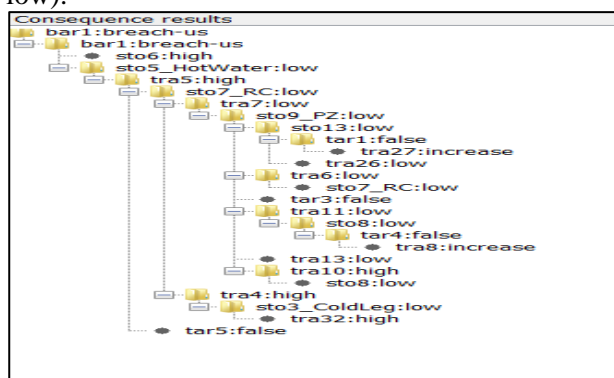 low).
Consequence results
bar1:breach-us
bar1:breach-us
sto6:high
sto5_HotWater:low
tra5:high
sto7_RC:low
tra7:low
sto9_PZ:low
sto13:low
tar1:false
tra27:increase
tra26:low
tra6:low
sto7_RC:low
tar3:false
tra11:low
sto8:low
tar4:false
tra8:increase
tra13:low
tra10:high
sto8:low
tra4:high
sto3_ColdLeg:low
tra32:high
tar5:false